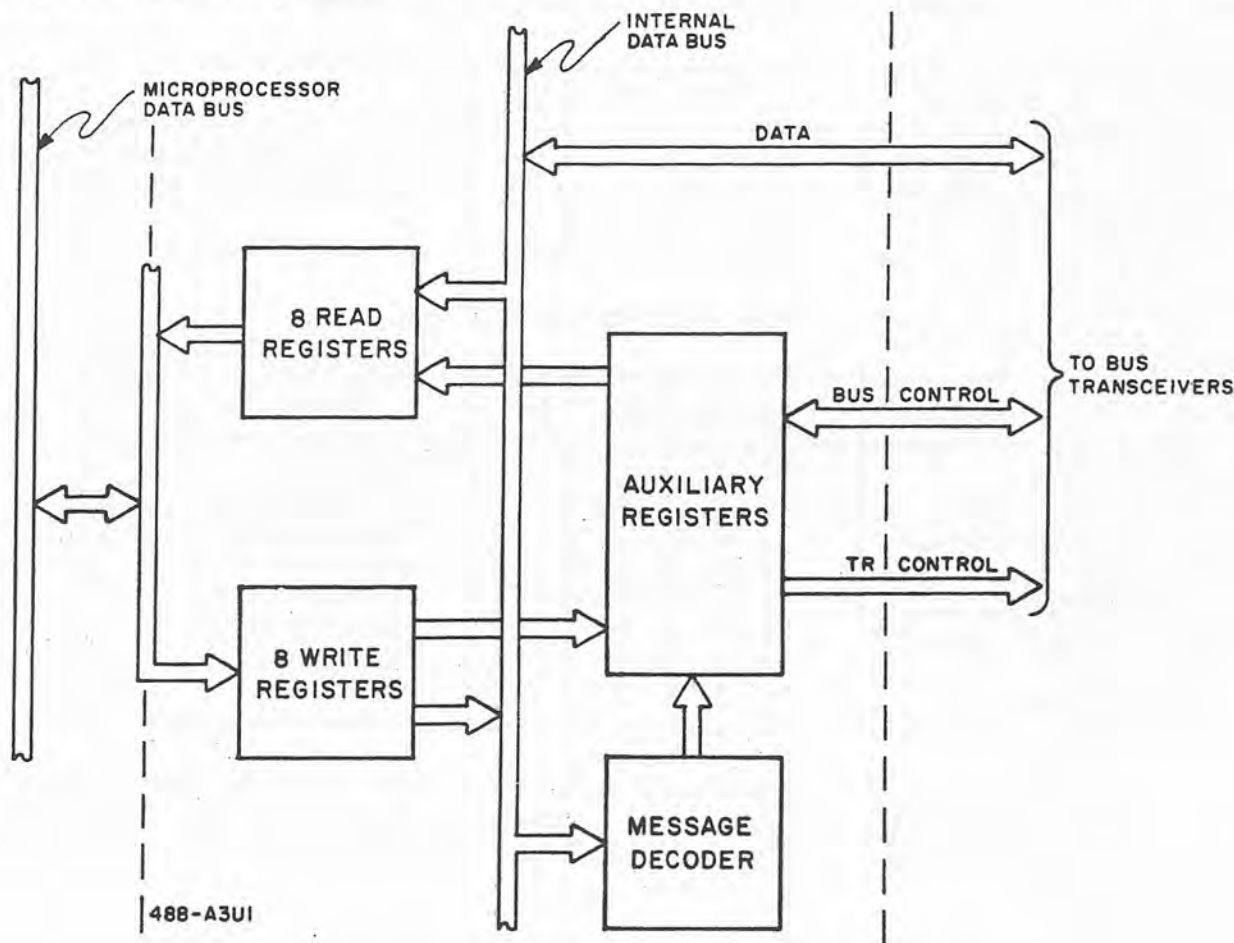 INTERNAL
DATA BUS
MICROPROCESSOR
DATA BUS
DATA
8 READ
REGISTERS
TO BUS
TRANSCEIVERS
BUS CONTROL
AUXILIARY
REGISTERS
TR CONTROL
8 WRITE
REGISTERS
MESSAGE
DECODER
488-A3U1